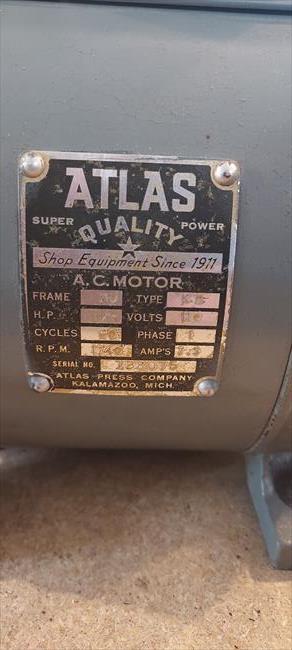 ATLAS
SUPER QUALITY POWER
Shop Equipment Since 1911
A.C. MOTOR
FRAME TYPE
H.P. VOLTS
CYCLES PHASE 1
R.P.M. AMP'S
SERIAL NO.
ATLAS PRESS COMPANY
KALAMAZOO, MICH.